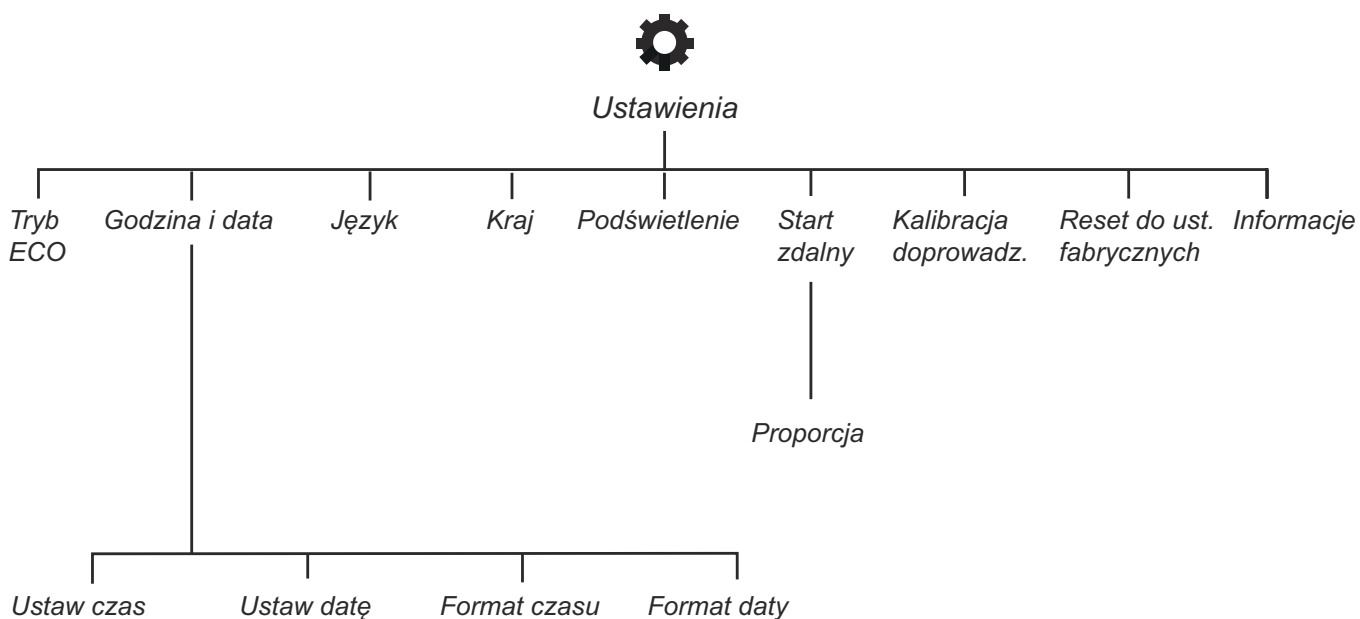 Ustawienia
Tryb
ECO
Godzina i data
Język
Kraj
Podświetlenie
Start
zdalny
Kalibracja
doprowadz.
Reset do ust.
fabrycznych
Informacje
Proporcja
Ustaw czas
Ustaw datę
Format czasu
Format daty